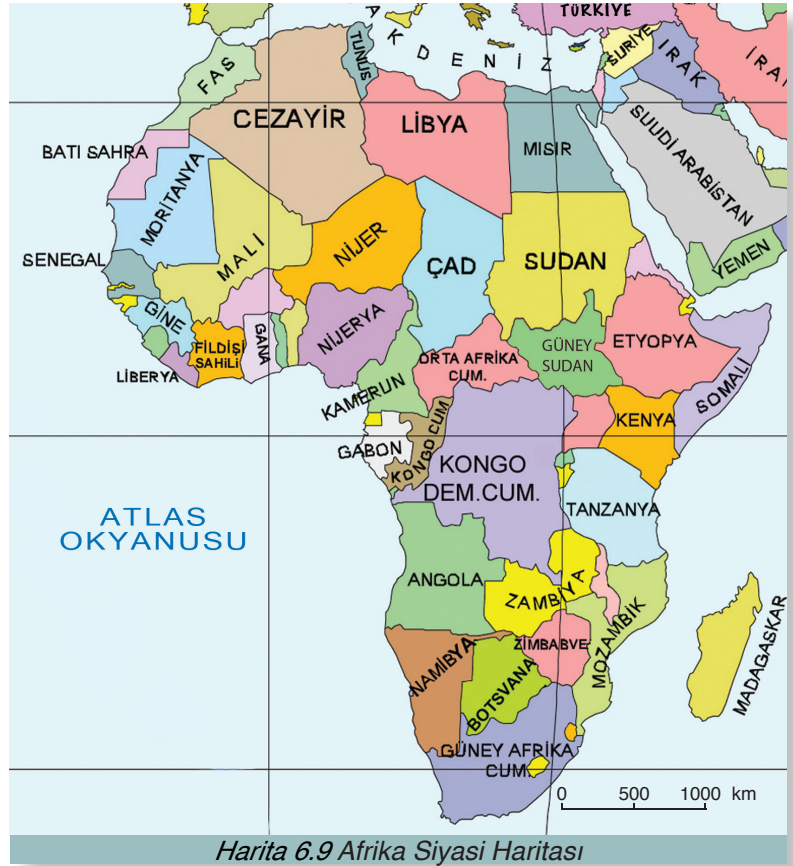 TÜRKİYE
AKDENİZ
SURİYE
IRAK
İRAN
TUNUS
FAS
CEZAYİR
LİBYA
MISIR
SUUDİ ARABİSTAN
BATI SAHRA
MORİTANYA
MALI
NİJER
ÇAD
SUDAN
YEMEN
SENEGAL
GİNE
FİLDİŞİ
SAHİLİ
GANA
NİJERYA
LİBERYA
ORTA AFRIKA
CUM.
GÜNEY
SUDAN
ETYOPYA
SOMALI
KAMERUN
GABON
KONGO CUM
KONGO
DEM.CUM.
KENYA
TANZANYA
ATLAS
OKYANUSU
ANGOLA
ZAMBİYA
MOZAMBİK
MADAGASKAR
NAMİBYA
ZİMBABVE
BOTSVANA
GÜNEY AFRİKA
CUM.
0 500 1000 km
Harita 6.9 Afrika Siyasi Haritası